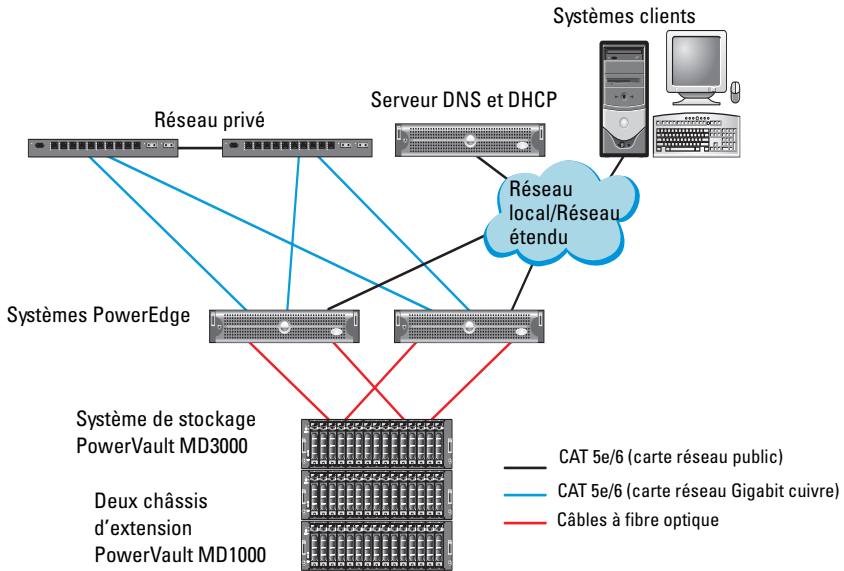 Systèmes clients
Serveur DNS et DHCP
Réseau privé
Réseau
local/Réseau
étendu
Systèmes PowerEdge
Système de stockage
PowerVault MD3000
Deux châssis
d'extension
PowerVault MD1000
CAT 5e/6 (carte réseau public)
CAT 5e/6 (carte réseau Gigabit cuivre)
Câbles à fibre optique